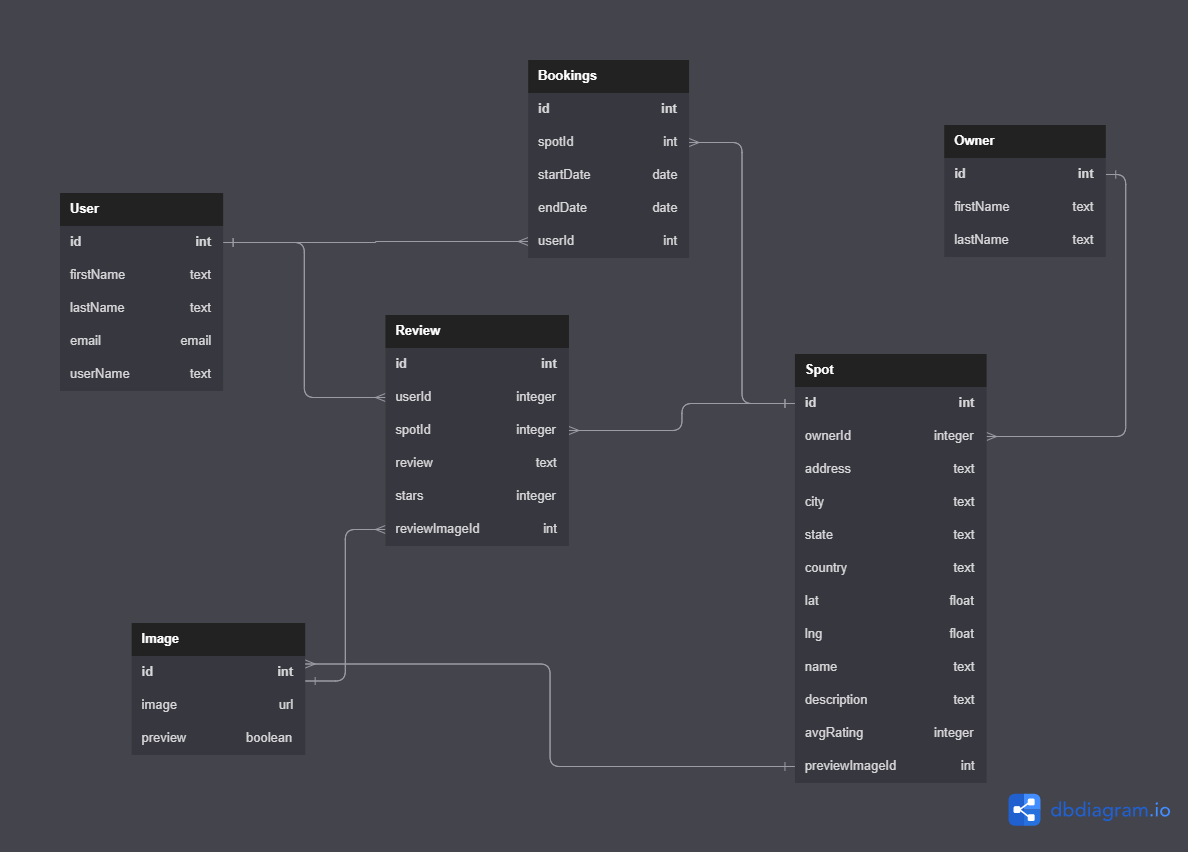 Bookings
id int
spotId int
startDate date
endDate date
userId int
Owner
id int
firstName text
lastName text
User
id int
firstName text
lastName text
email email
userName text
Review
id int
userId integer
spotId integer
review text
stars integer
reviewImageId int
Spot
id int
ownerId integer
address text
city text
state text
country text
lat float
lng float
name text
description text
avgRating integer
previewImageId int
Image
id int
image url
preview boolean
dbdiagram.io